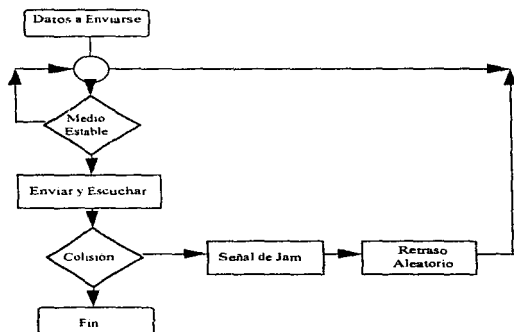 Datos a Enviarse
Medio
Estable
Enviar y Escuchar
Colisión
Señal de Jam
Retraso
Aleatorio
Fin